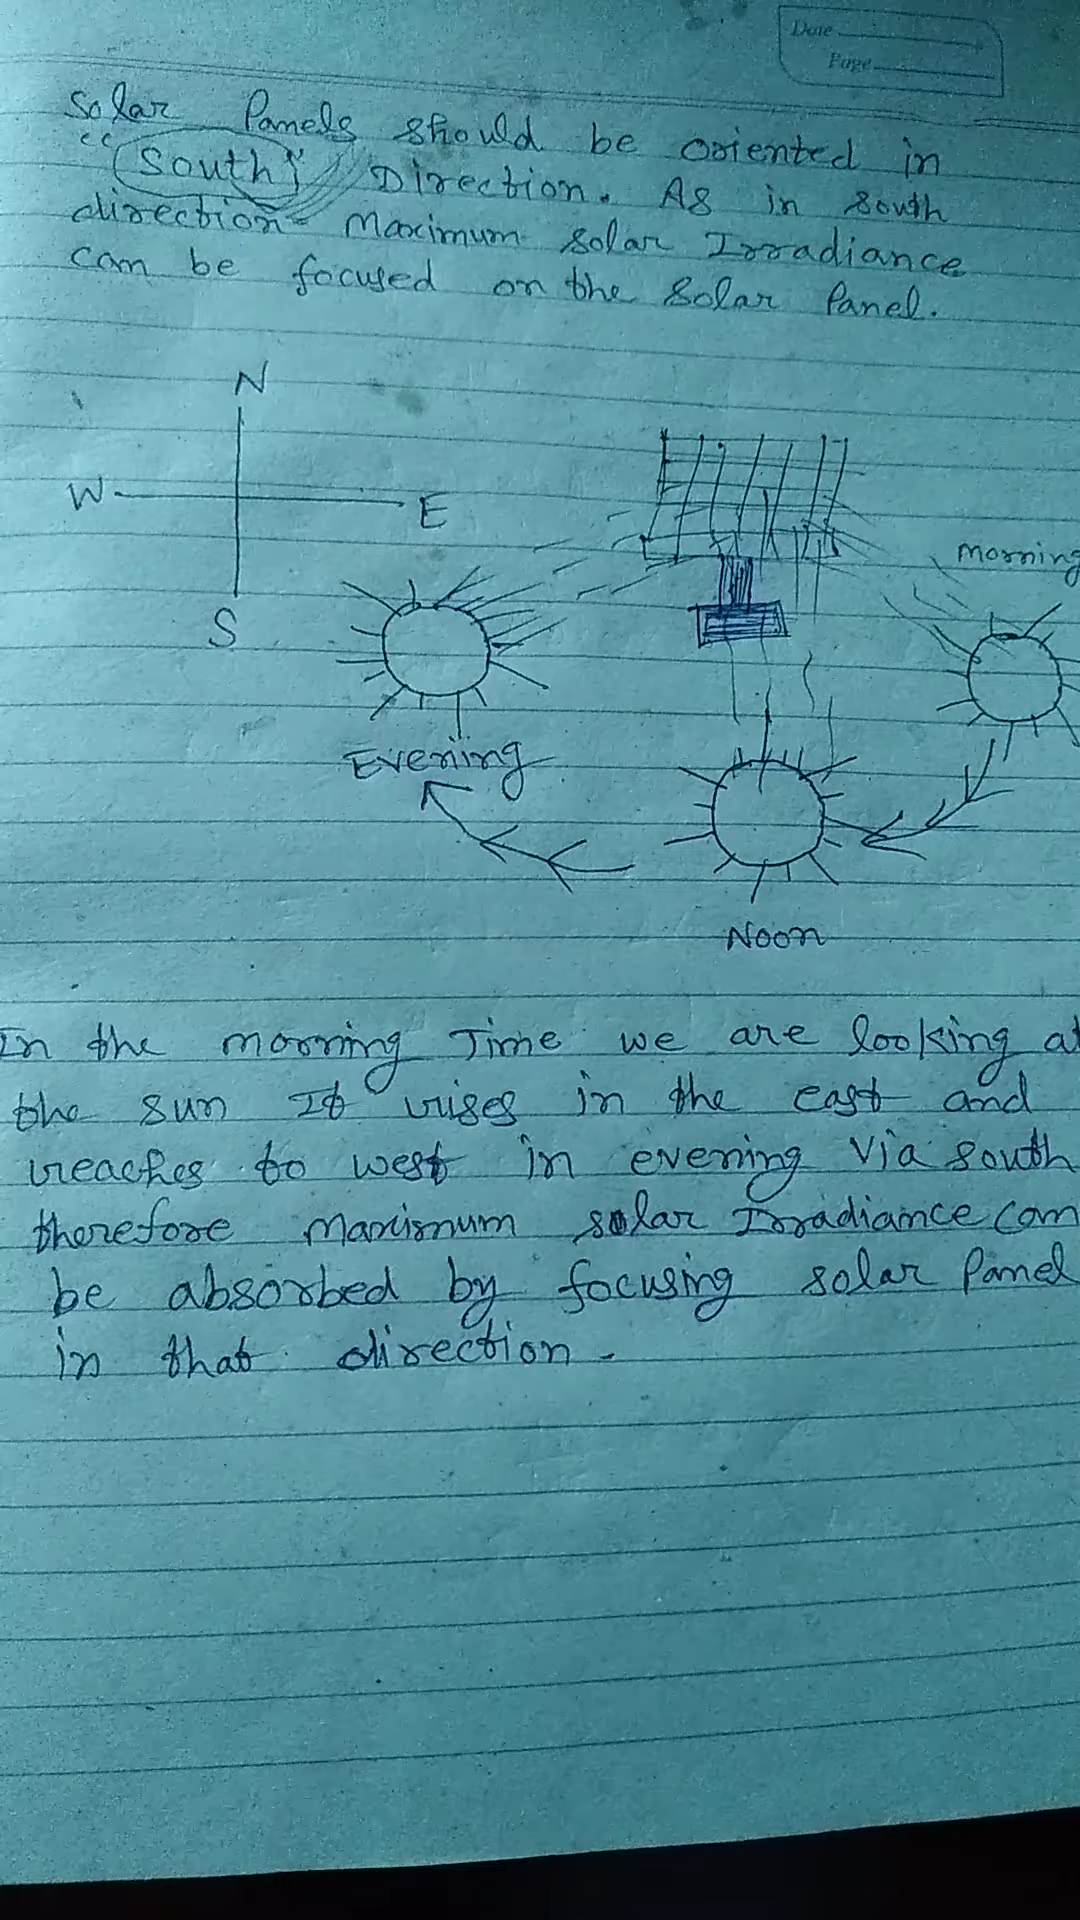 Date
Page
Solar Panels should be oriented in
"South" Direction. As in south
direction maximum solar Irradiance
can be focused on the Solar Panel.
N
W E
S
Morning
Evening
Noon
In the morning Time we are looking at
the sun It rises in the east and
reaches to west in evening Via south
therefore Maximum solar Irradiance can
be absorbed by focusing solar Panel
in that direction.